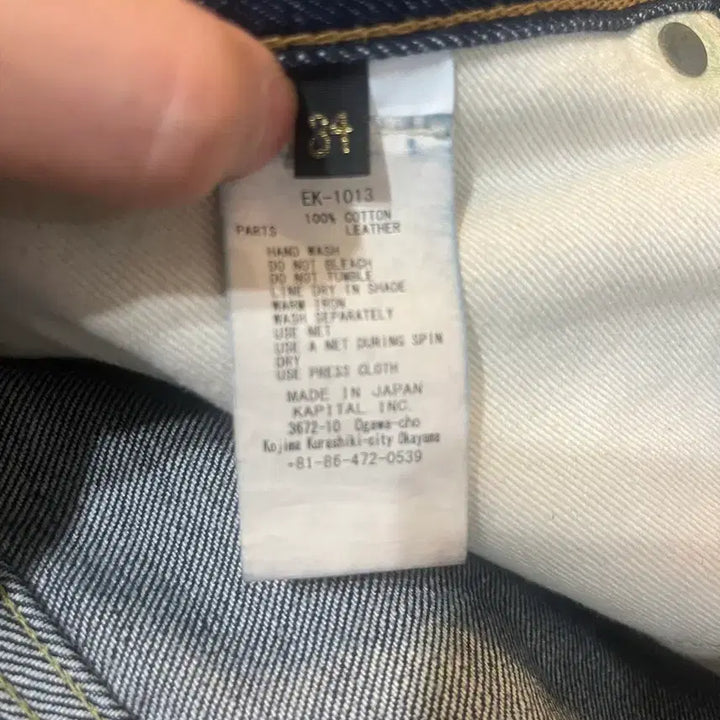 34
EK-1013
100% COTTON
PARTS LEATHER
HAND WASH
DO NOT BLEACH
DO NOT TUMBLE
LINE DRY IN SHADE
WARM IRON
WASH SEPARATELY
USE NET
USE A NET DURING SPIN
DRY
USE PRESS CLOTH
MADE IN JAPAN
KAPITAL INC.
3672-10 Ogawa-cho
Kojima Kurashiki-city Okayama
+81-86-472-0539